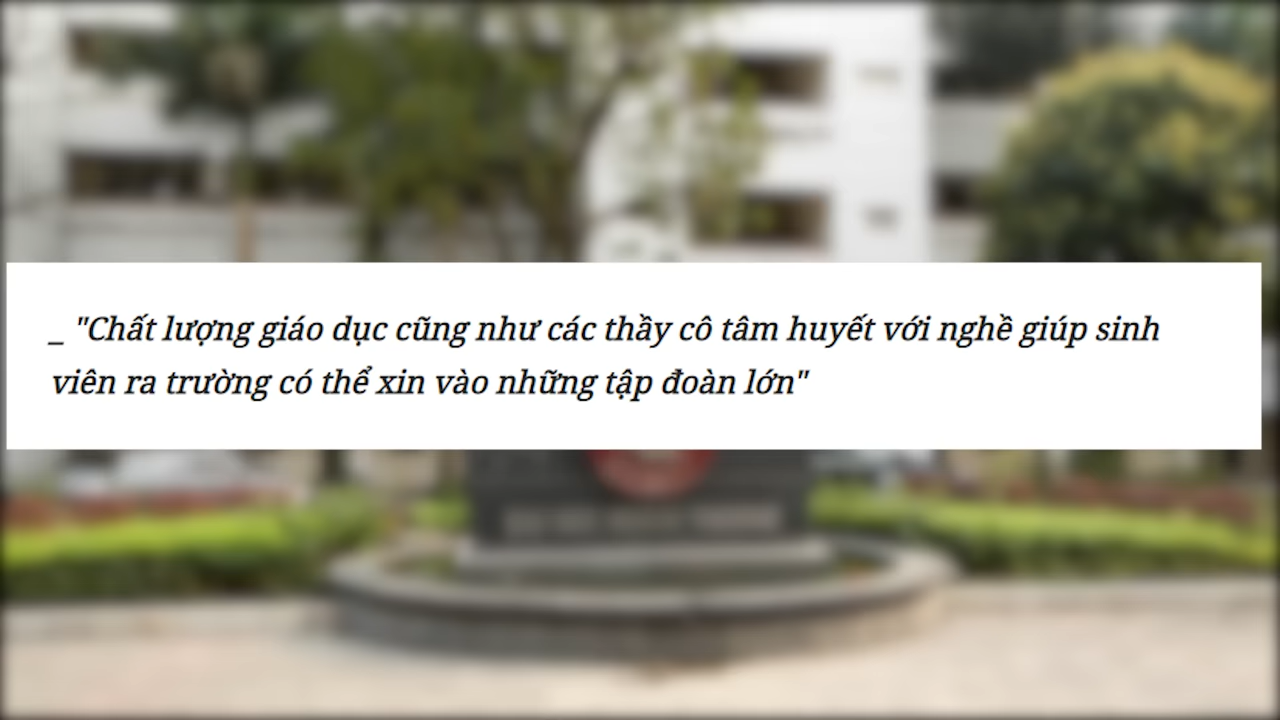 _ "Chất lượng giáo dục cũng như các thầy cô tâm huyết với nghề giúp sinh
viên ra trường có thể xin vào những tập đoàn lớn"